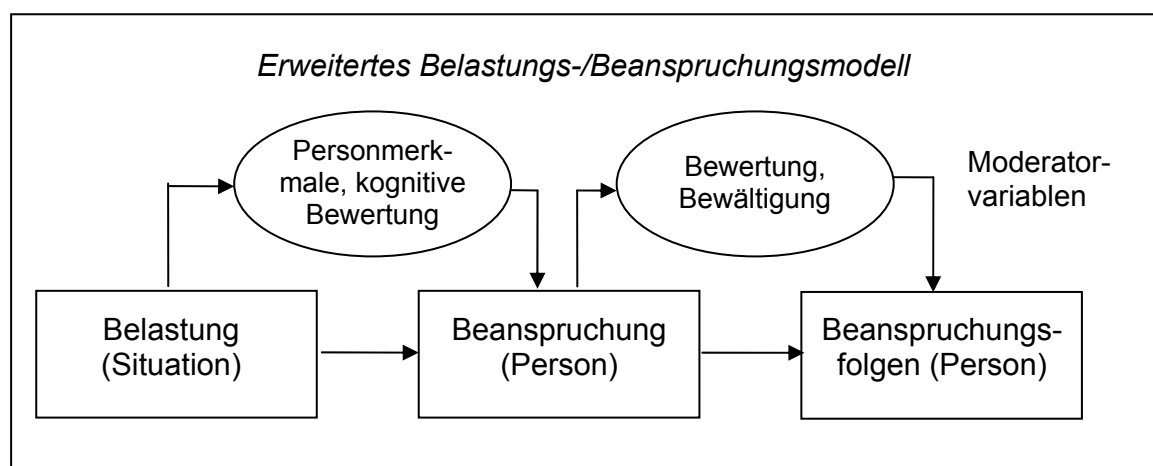 Erweitertes Belastungs-/Beanspruchungsmodell
Personmerk-
male, kognitive
Bewertung
Bewertung,
Bewältigung
Moderator-
variablen
Belastung
(Situation)
Beanspruchung
(Person)
Beanspruchungs-
folgen (Person)